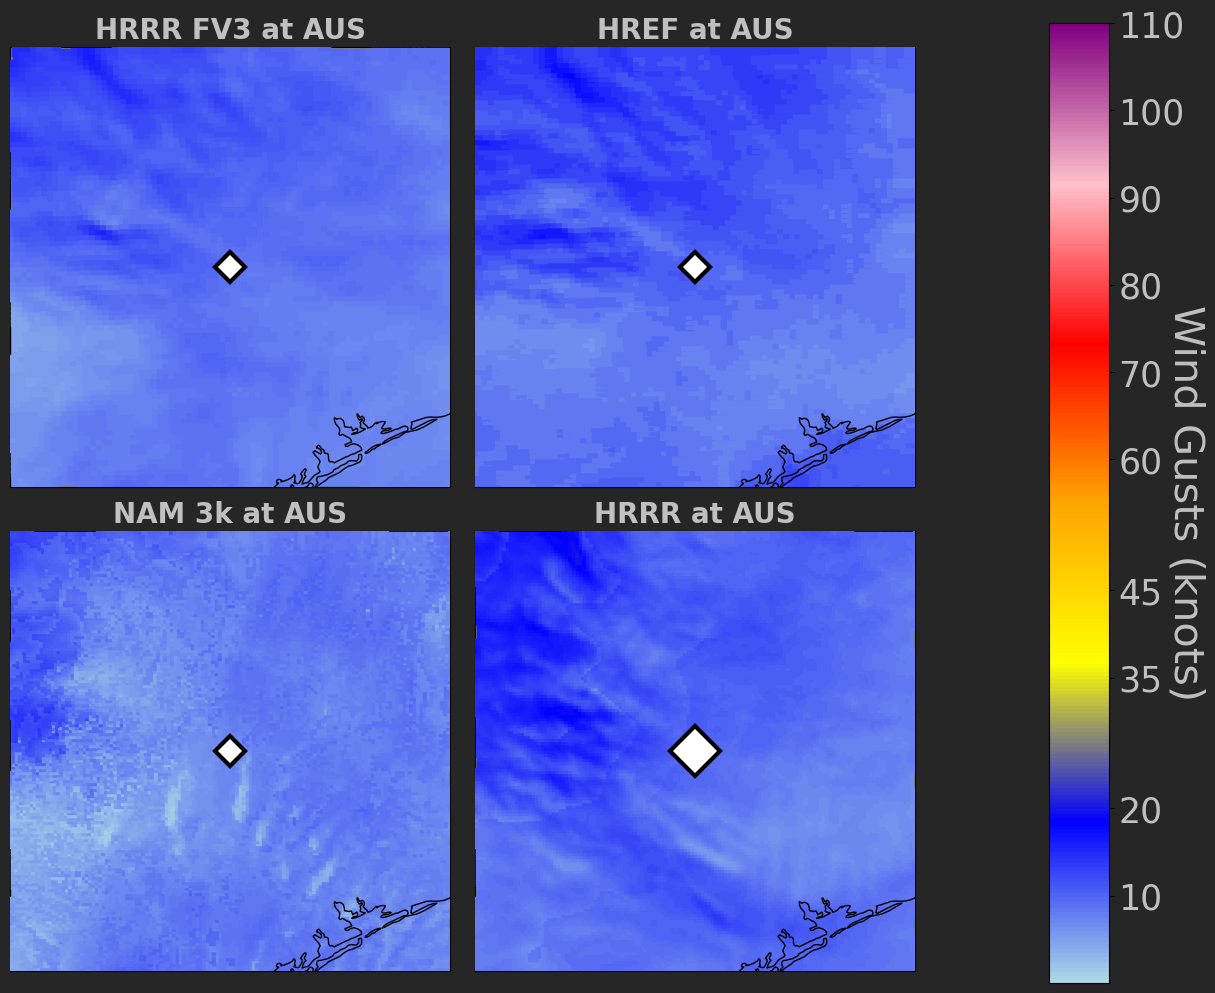 HRRR FV3 at AUS
HREF at AUS
NAM 3k at AUS
HRRR at AUS
110
100
90
80
70
60
45
35
20
10
Wind Gusts (knots)